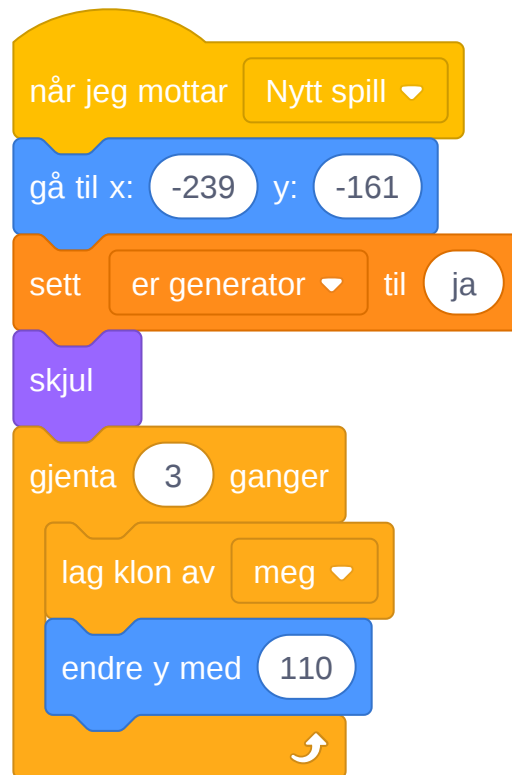 når jeg mottar Nytt spill
gå til x: -239 y: -161
sett er generator til ja
skjul
gjenta 3 ganger
lag klon av meg
endre y med 110